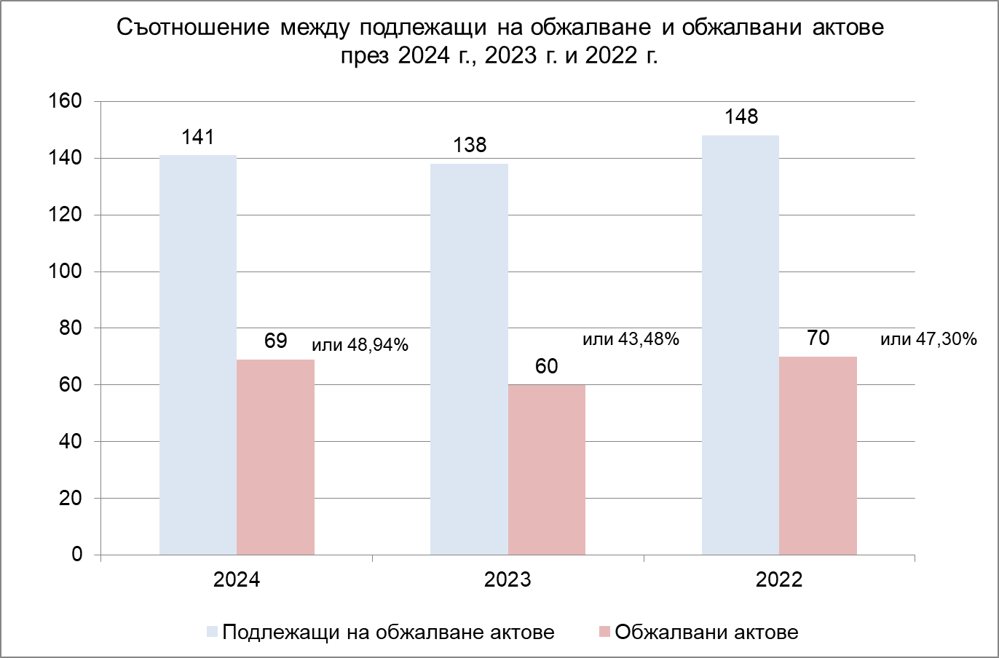 Съотношение между подлежащи на обжалване и обжалвани актове
през 2024 г., 2023 г. и 2022 г.
160
140
120
100
80
60
40
20
0
141
69
или 48,94%
138
60
или 43,48%
148
70
или 47,30%
2024
2023
2022
Подлежащи на обжалване актове
Обжалвани актове